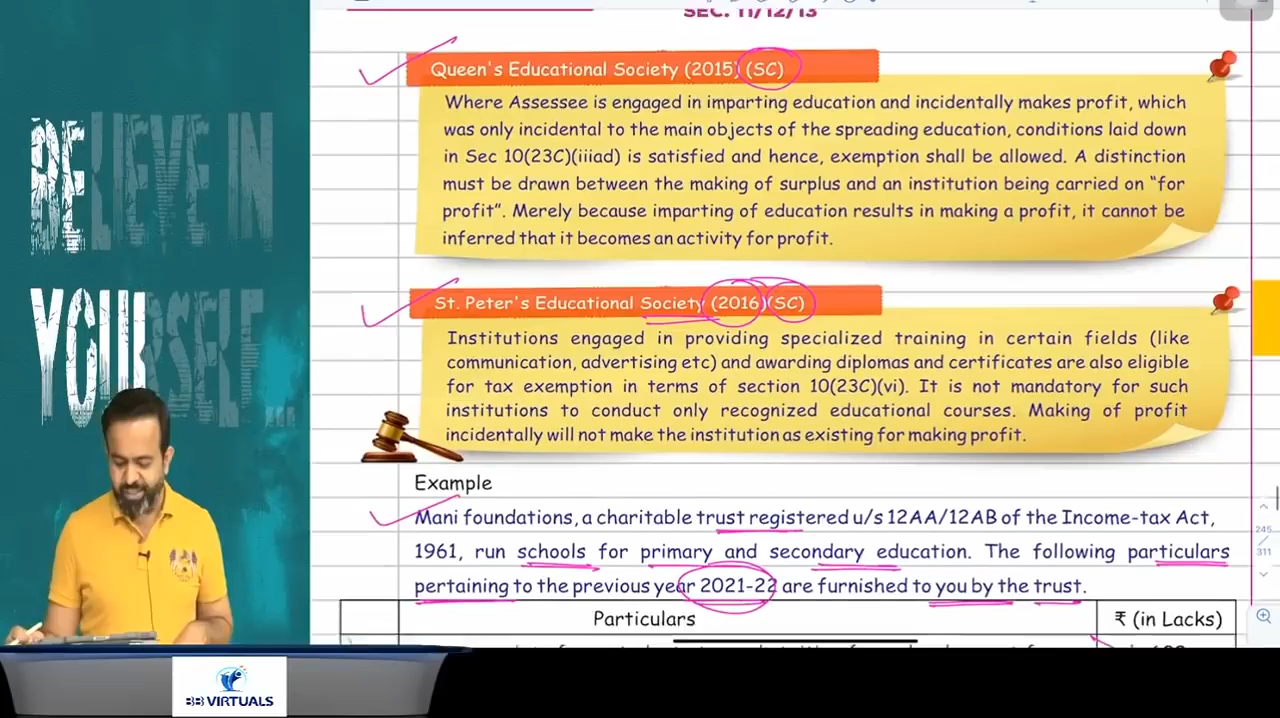 SEC. 11/12/13
Queen's Educational Society (2015) (SC)
Where Assessee is engaged in imparting education and incidentally makes profit, which
was only incidental to the main objects of the spreading education, conditions laid down
in Sec 10(23C)(iiiad) is satisfied and hence, exemption shall be allowed. A distinction
must be drawn between the making of surplus and an institution being carried on “for
profit”. Merely because imparting of education results in making a profit, it cannot be
inferred that it becomes an activity for profit.
St. Peter's Educational Society (2016) (SC)
Institutions engaged in providing specialized training in certain fields (like
communication, advertising etc) and awarding diplomas and certificates are also eligible
for tax exemption in terms of section 10(23C)(vi). It is not mandatory for such
institutions to conduct only recognized educational courses. Making of profit
incidentally will not make the institution as existing for making profit.
Example
Mani foundations, a charitable trust registered u/s 12AA/12AB of the Income-tax Act,
1961, run schools for primary and secondary education. The following particulars
pertaining to the previous year 2021-22 are furnished to you by the trust.
Particulars ₹ (in Lacks)
BELIEVE IN
YOURSELF...
BB VIRTUALS
245
311